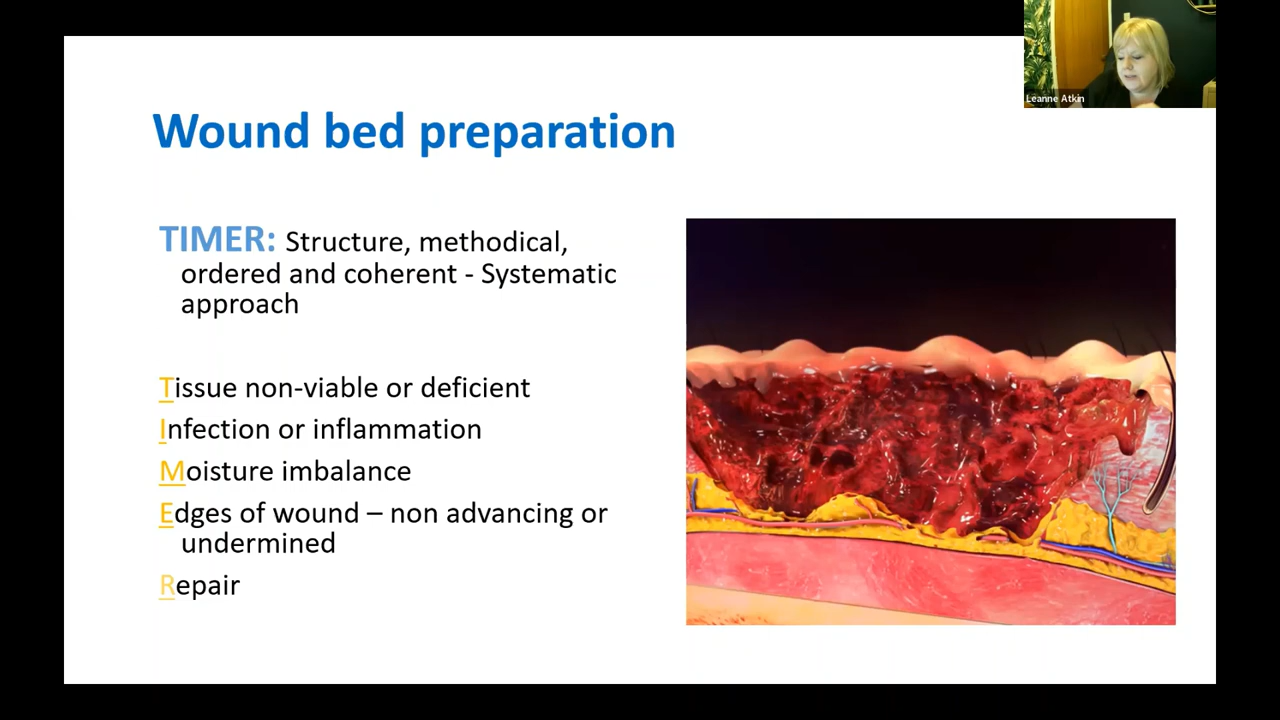 Leanne Atkin
Wound bed preparation
TIMER: Structure, methodical,
ordered and coherent - Systematic
approach
Tissue non-viable or deficient
Infection or inflammation
Moisture imbalance
Edges of wound – non advancing or
undermined
Repair